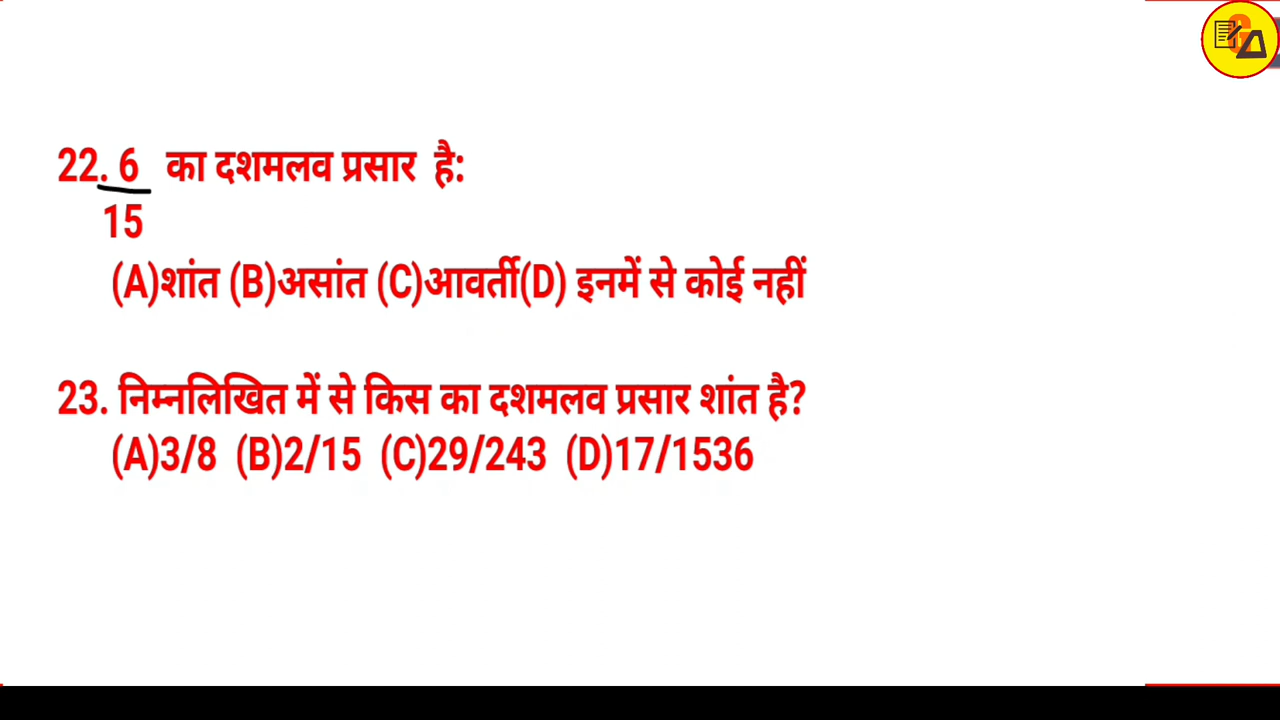 22. 6 का दशमलव प्रसार है:
15
(A)शांत (B)असांत (C)आवर्ती(D) इनमें से कोई नहीं
23. निम्नलिखित में से किस का दशमलव प्रसार शांत है?
(A)3/8 (B)2/15 (C)29/243 (D)17/1536